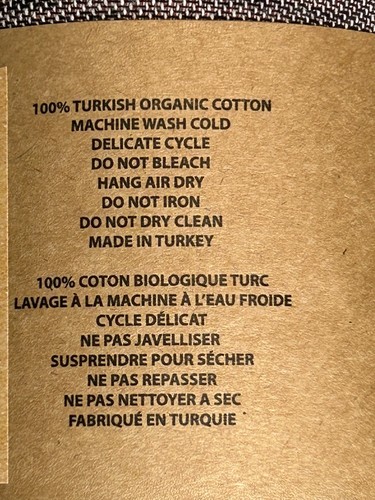 100% TURKISH ORGANIC COTTON
MACHINE WASH COLD
DELICATE CYCLE
DO NOT BLEACH
HANG AIR DRY
DO NOT IRON
DO NOT DRY CLEAN
MADE IN TURKEY
100% COTON BIOLOGIQUE TURC
LAVAGE À LA MACHINE À L'EAU FROIDE
CYCLE DÉLICAT
NE PAS JAVELLISER
SUSPRENDRE POUR SÉCHER
NE PAS REPASSER
NE PAS NETTOYER A SEC
FABRIQUÉ EN TURQUIE